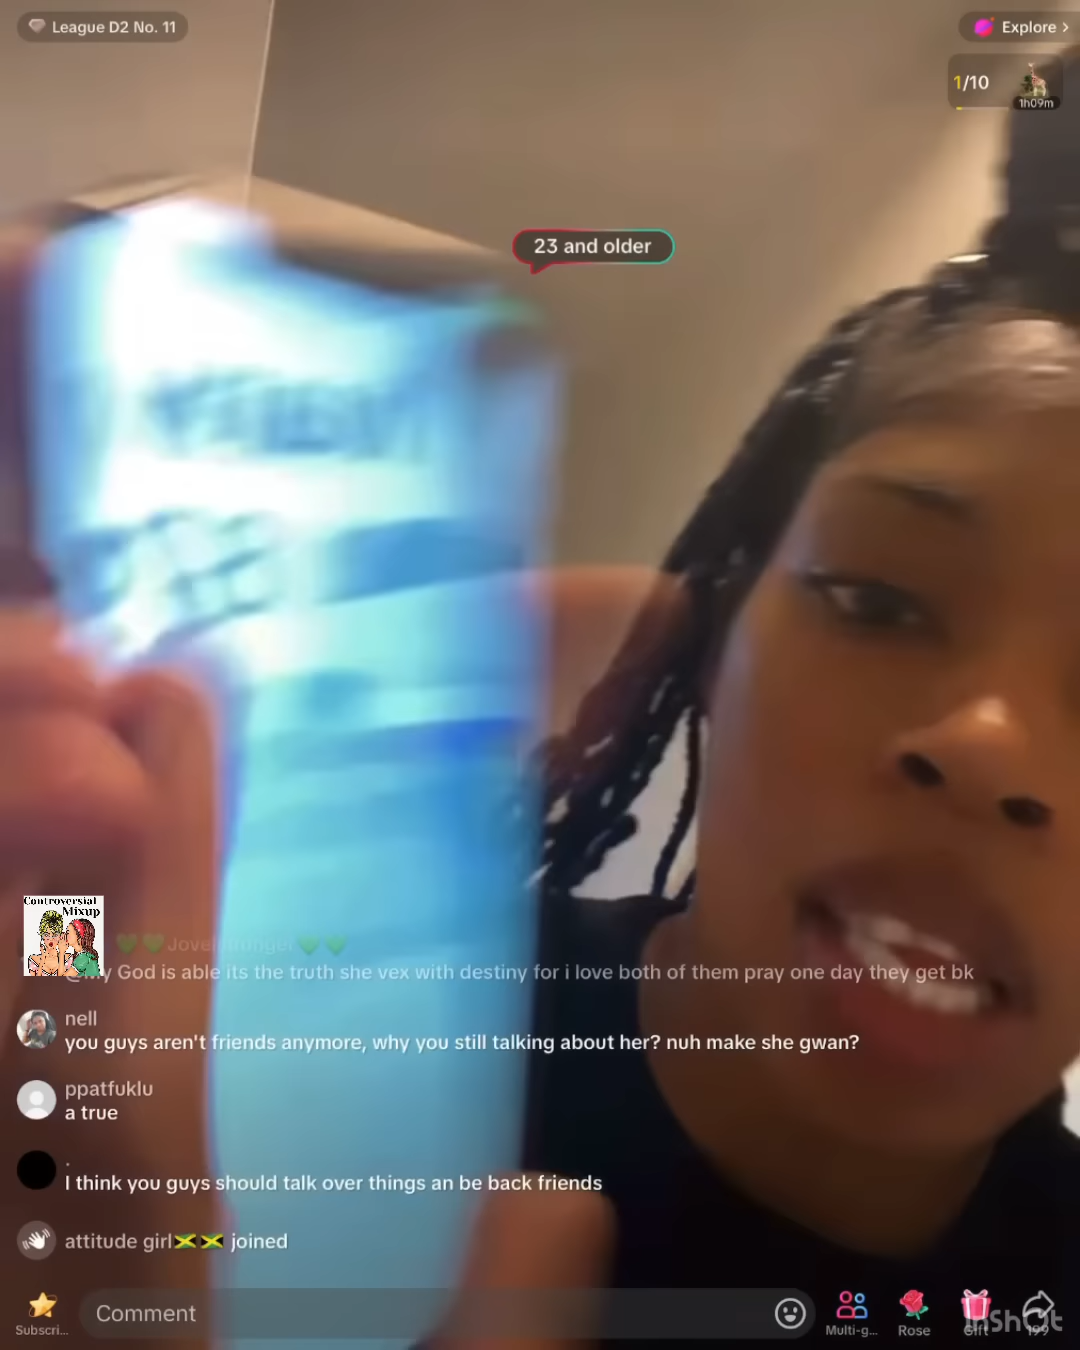 League D2 No. 11
Explore >
1/10
1h09m
23 and older
Controversial
Mixup
God is able its the truth she vex with destiny for i love both of them pray one day they get bk
nell
you guys aren't friends anymore, why you still talking about her? nuh make she gwan?
ppatfuklu
a true
.
I think you guys should talk over things an be back friends
attitude girl🇯🇲🇯🇲 joined
Comment
Subscri...
Multi-g...
Rose
Gift
199
InShot